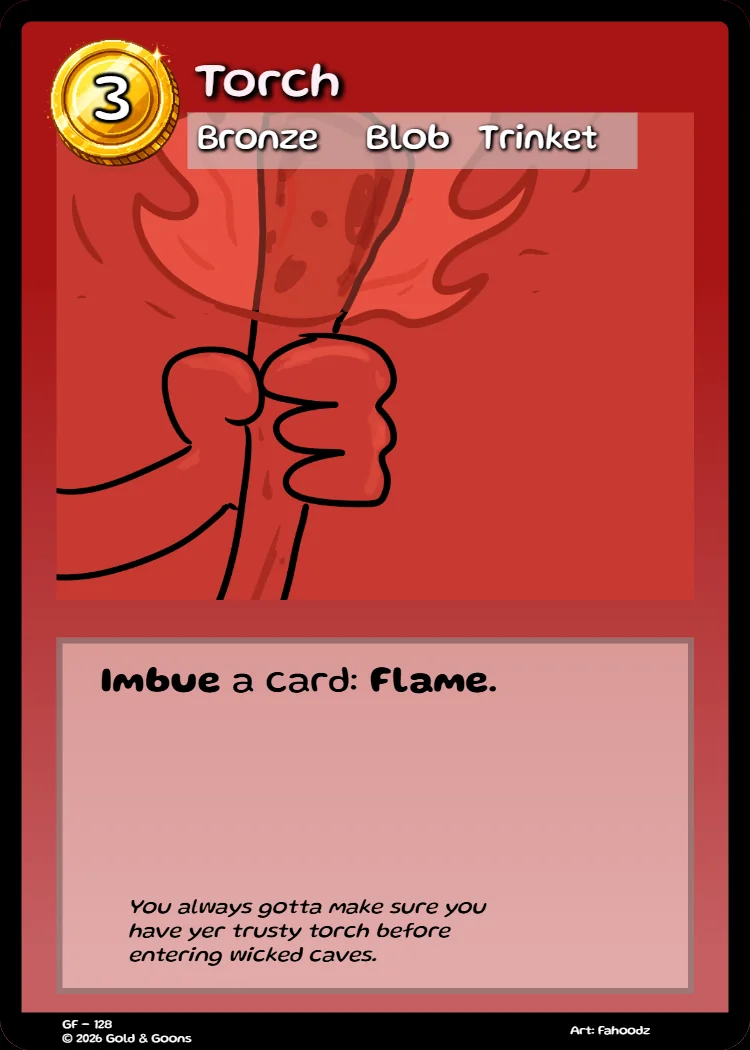 3
Torch
Bronze Blob Trinket
Imbue a card: Flame.
You always gotta make sure you
have yer trusty torch before
entering wicked caves.
GF - 128
© 2026 Gold & Goons
Art: Fahoodz